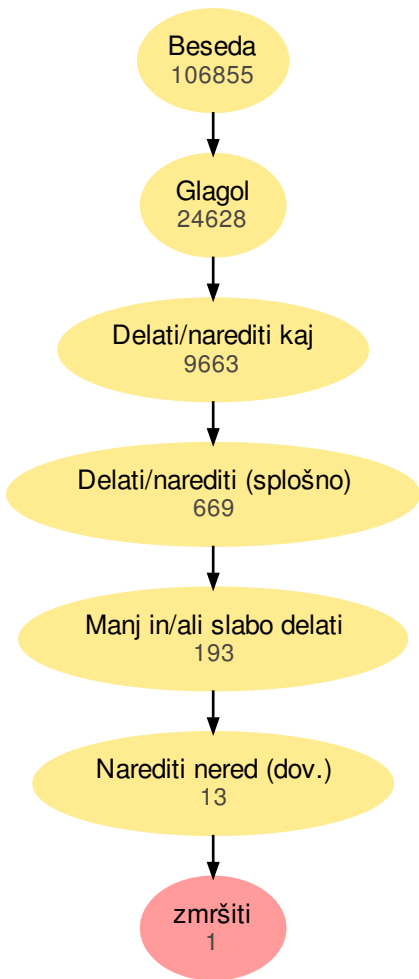 Beseda
106855
Glagol
24628
Delati/narediti kaj
9663
Delati/narediti (splošno)
669
Manj in/ali slabo delati
193
Narediti nered (dov.)
13
zmršiti
1